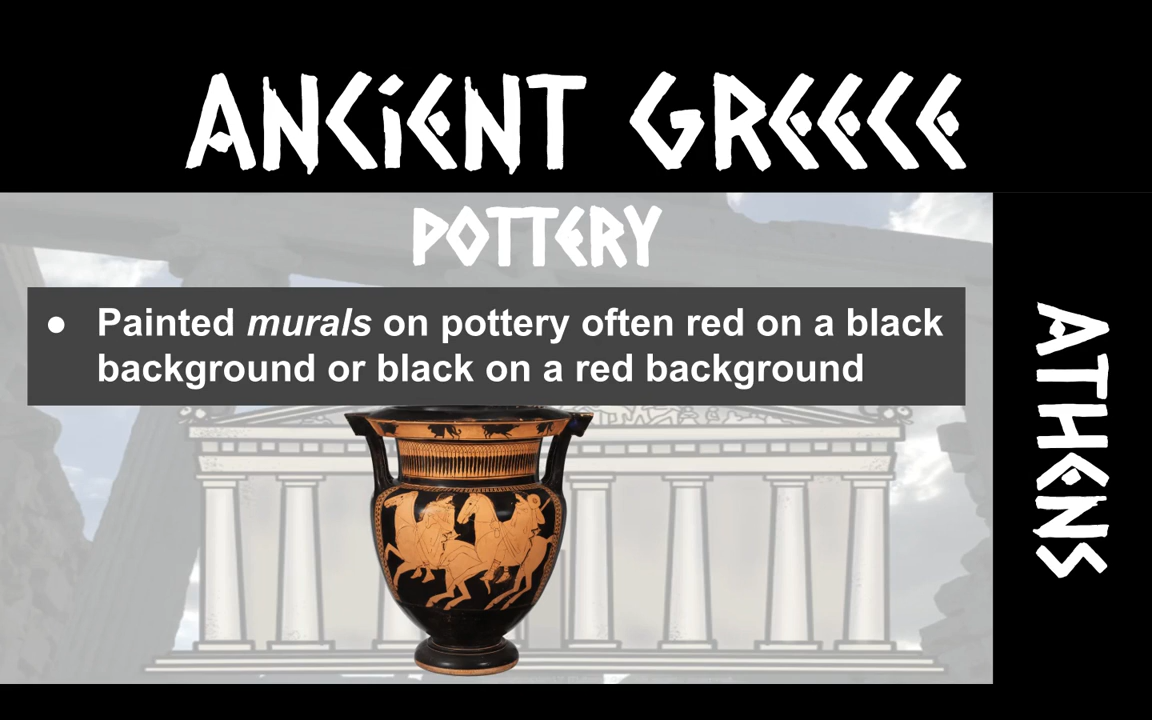 ANCiENT GREECE
POTTERY
● Painted murals on pottery often red on a black
background or black on a red background
ATHENS